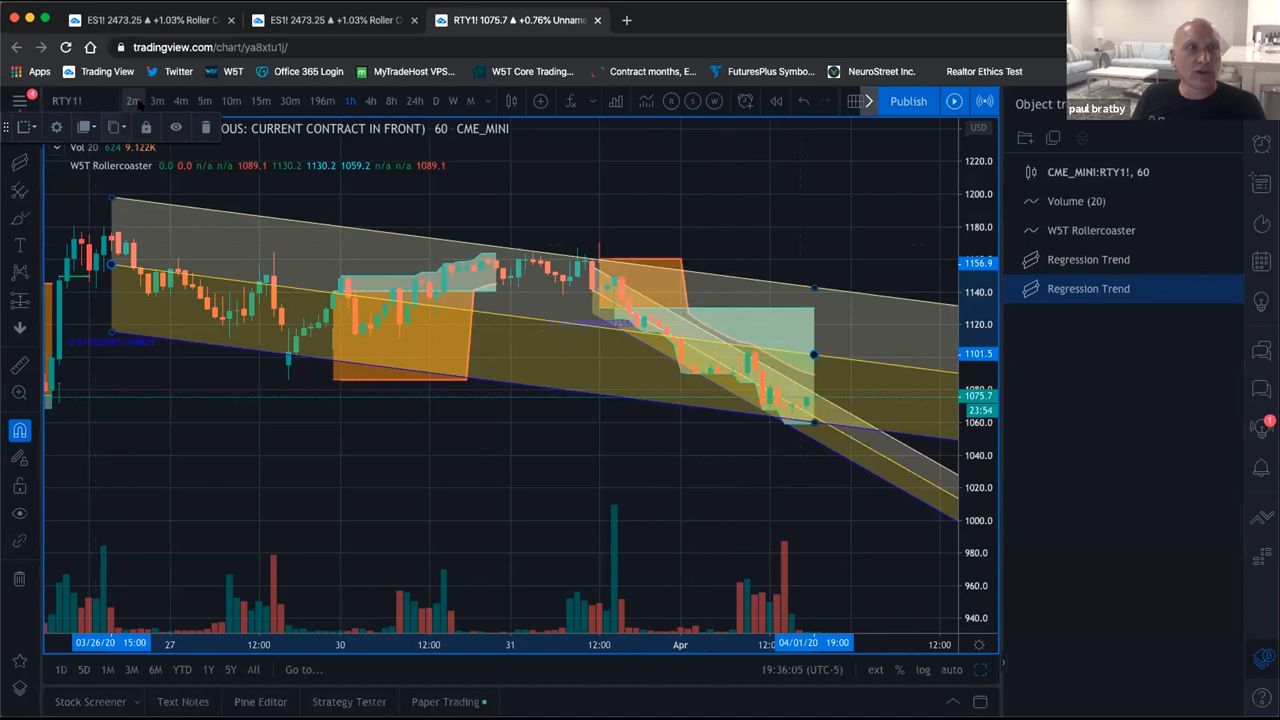 ES1! 2473.25 ▲ +1.03% Roller C
ES1! 2473.25 ▲ +1.03% Roller C
RTY1! 1075.7 ▲ +0.76% Unname
tradingview.com/chart/ya8xtu1j/
Apps
Trading View
Twitter
W5T
Office 365 Login
MyTradeHost VPS...
W5T Core Trading...
Contract months, E...
FuturesPlus Symbo...
NeuroStreet Inc.
Realtor Ethics Test
4
RTY1!
2m
3m
4m
5m
10m
15m
30m
196m
1h
4h
8h
24h
D
W
M
Publish
Object t
paul bratby
OUS: CURRENT CONTRACT IN FRONT) 60 CME_MINI
USD
Vol 20 624 9.122K
W5T Rollercoaster 0.0 0.0 n/a n/a 1089.1 1130.2 1130.2 1059.2 n/a n/a 1089.1
CME_MINI:RTY1!, 60
Volume (20)
W5T Rollercoaster
Regression Trend
Regression Trend
1220.0
1200.0
1180.0
1156.9
1140.0
1120.0
1101.5
1075.7
23:54
1060.0
1040.0
1020.0
1000.0
980.0
960.0
940.0
1
03/26/20 15:00
27
12:00
30
12:00
31
12:00
Apr
04/01/20 19:00
12:00
1D
5D
1M
3M
6M
YTD
1Y
5Y
All
Go to...
19:36:05 (UTC-5)
ext
%
log
auto
Stock Screener
Text Notes
Pine Editor
Strategy Tester
Paper Trading